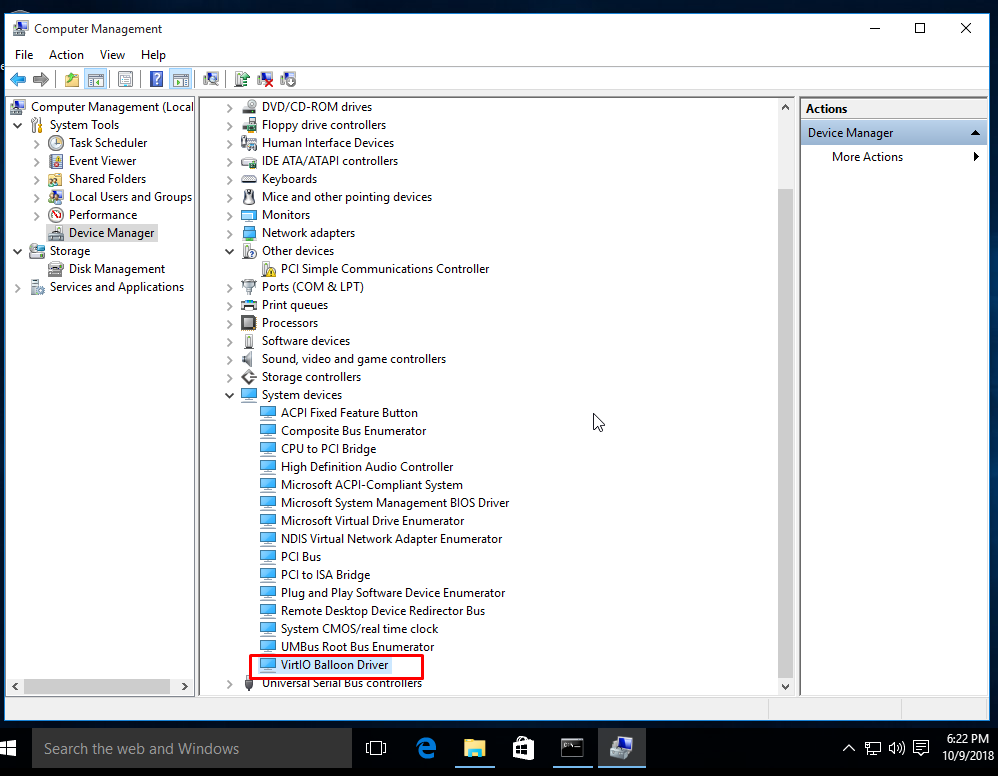 Computer Management
File Action View Help
Computer Management (Local
System Tools
Task Scheduler
Event Viewer
Shared Folders
Local Users and Groups
Performance
Device Manager
Storage
Disk Management
Services and Applications
DVD/CD-ROM drives
Floppy drive controllers
Human Interface Devices
IDE ATA/ATAPI controllers
Keyboards
Mice and other pointing devices
Monitors
Network adapters
Other devices
PCI Simple Communications Controller
Ports (COM & LPT)
Print queues
Processors
Software devices
Sound, video and game controllers
Storage controllers
System devices
ACPI Fixed Feature Button
Composite Bus Enumerator
CPU to PCI Bridge
High Definition Audio Controller
Microsoft ACPI-Compliant System
Microsoft System Management BIOS Driver
Microsoft Virtual Drive Enumerator
NDIS Virtual Network Adapter Enumerator
PCI Bus
PCI to ISA Bridge
Plug and Play Software Device Enumerator
Remote Desktop Device Redirector Bus
System CMOS/real time clock
UMBus Root Bus Enumerator
VirtIO Balloon Driver
Universal Serial Bus controllers
Actions
Device Manager
More Actions
Search the web and Windows
6:22 PM
10/9/2018